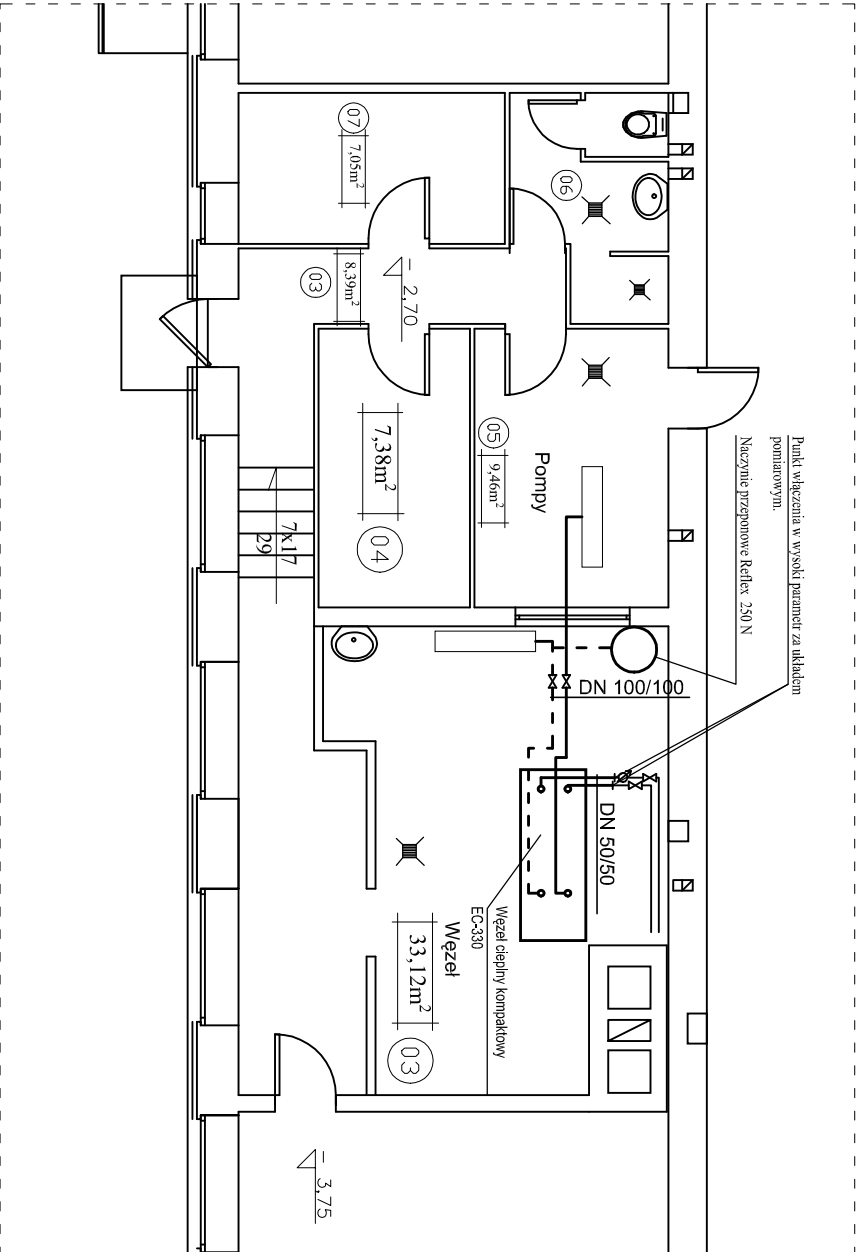 Punkt włączenia w wysoki parametr za układem
pomiarowym.
Naczynie przeponowe Reflex 250 N
07
7,05m²
06
03
8,39m²
2,70
05
9,46m²
Pompy
7,38m²
04
7x17
29
DN 100/100
DN 50/50
Węzeł cieplny kompaktowy
EC-330
Węzeł
33,12m²
03
3,75